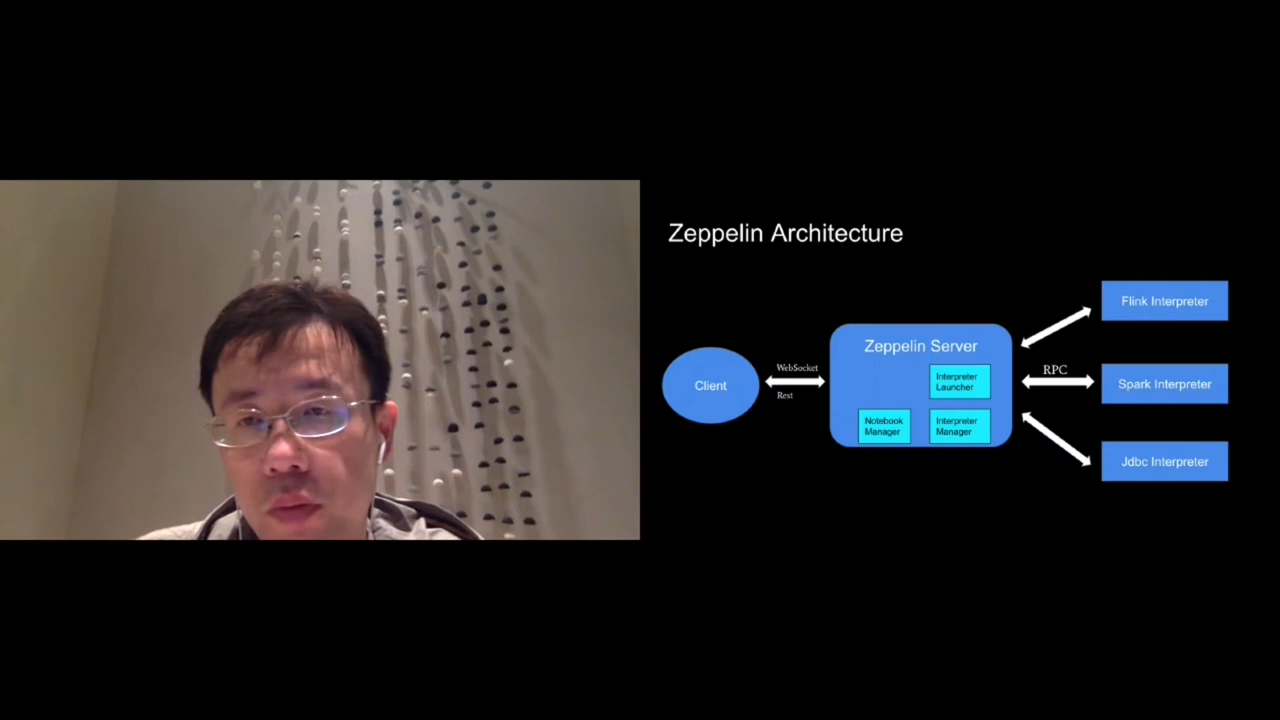 Zeppelin Architecture
Client
WebSocket
Rest
Zeppelin Server
Interpreter
Launcher
Notebook
Manager
Interpreter
Manager
RPC
Flink Interpreter
Spark Interpreter
Jdbc Interpreter